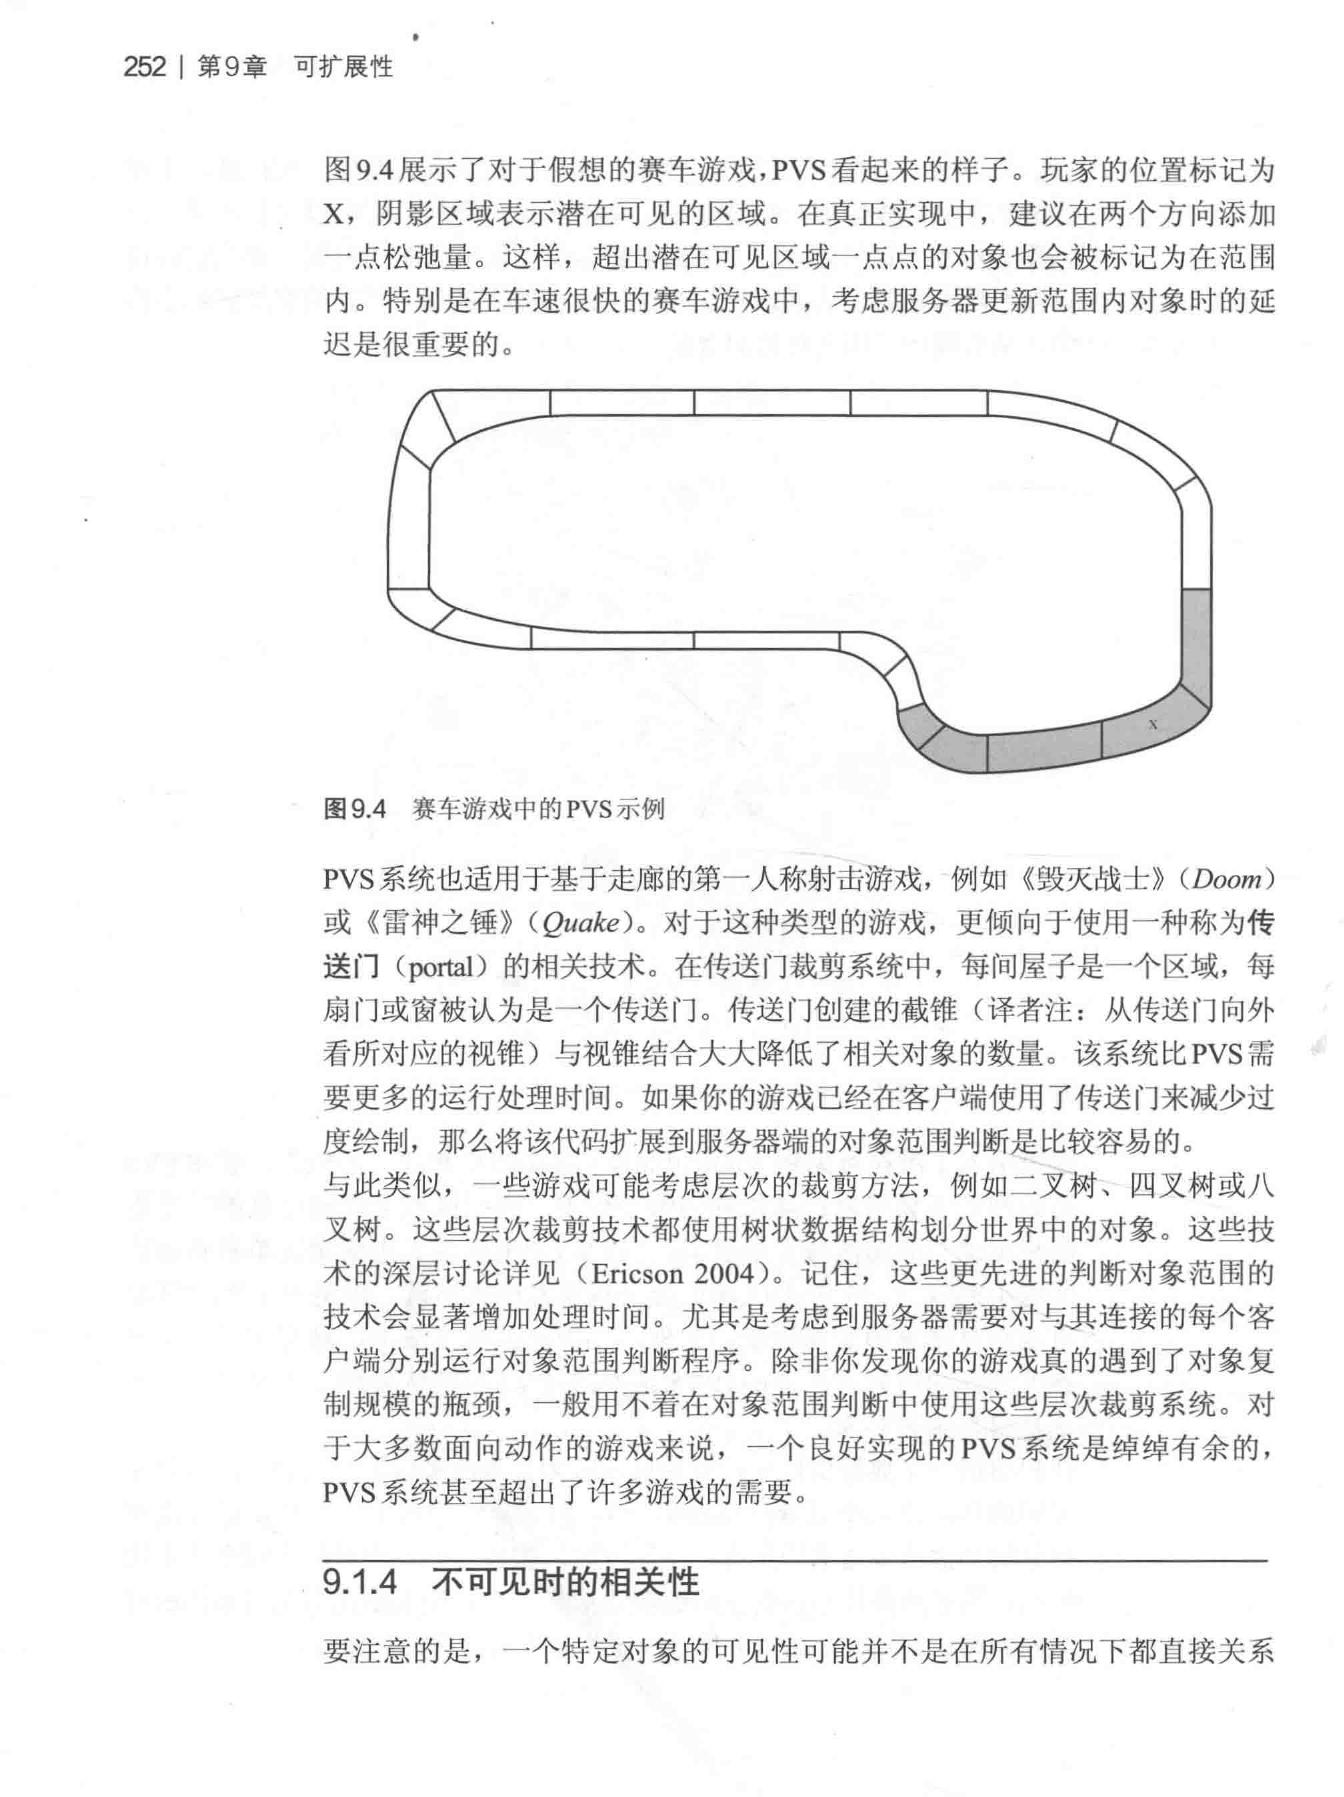 252 | 第9章 可扩展性
图9.4展示了对于假想的赛车游戏，PVS看起来的样子。玩家的位置标记为
X，阴影区域表示潜在可见的区域。在真正实现中，建议在两个方向添加
一点松弛量。这样，超出潜在可见区域一点点的对象也会被标记为在范围
内。特别是在车速很快的赛车游戏中，考虑服务器更新范围内对象时的延
迟是很重要的。
X
图9.4 赛车游戏中的PVS示例
PVS系统也适用于基于走廊的第一人称射击游戏，例如《毁灭战士》（Doom）
或《雷神之锤》（Quake）。对于这种类型的游戏，更倾向于使用一种称为传
送门（portal）的相关技术。在传送门裁剪系统中，每间屋子是一个区域，每
扇门或窗被认为是一个传送门。传送门创建的截锥（译者注：从传送门向外
看所对应的视锥）与视锥结合大大降低了相关对象的数量。该系统比PVS需
要更多的运行处理时间。如果你的游戏已经在客户端使用了传送门来减少过
度绘制，那么将该代码扩展到服务器端的对象范围判断是比较容易的。
与此类似，一些游戏可能考虑层次的裁剪方法，例如二叉树、四叉树或八
叉树。这些层次裁剪技术都使用树状数据结构划分世界中的对象。这些技
术的深层讨论详见（Ericson 2004）。记住，这些更先进的判断对象范围的
技术会显著增加处理时间。尤其是考虑到服务器需要对与其连接的每个客
户端分别运行对象范围判断程序。除非你发现你的游戏真的遇到了对象复
制规模的瓶颈，一般用不着在对象范围判断中使用这些层次裁剪系统。对
于大多数面向动作的游戏来说，一个良好实现的PVS系统是绰绰有余的，
PVS系统甚至超出了许多游戏的需要。
9.1.4 不可见时的相关性
要注意的是，一个特定对象的可见性可能并不是在所有情况下都直接关系